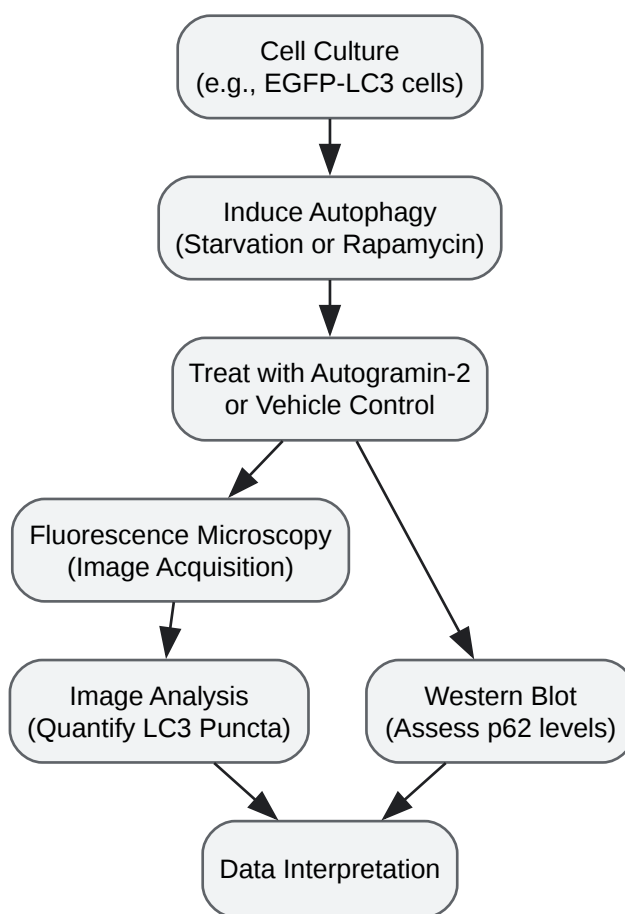 Cell Culture
(e.g., EGFP-LC3 cells)
Induce Autophagy
(Starvation or Rapamycin)
Treat with Autogramin-2
or Vehicle Control
Fluorescence Microscopy
(Image Acquisition)
Image Analysis
(Quantify LC3 Puncta)
Western Blot
(Assess p62 levels)
Data Interpretation